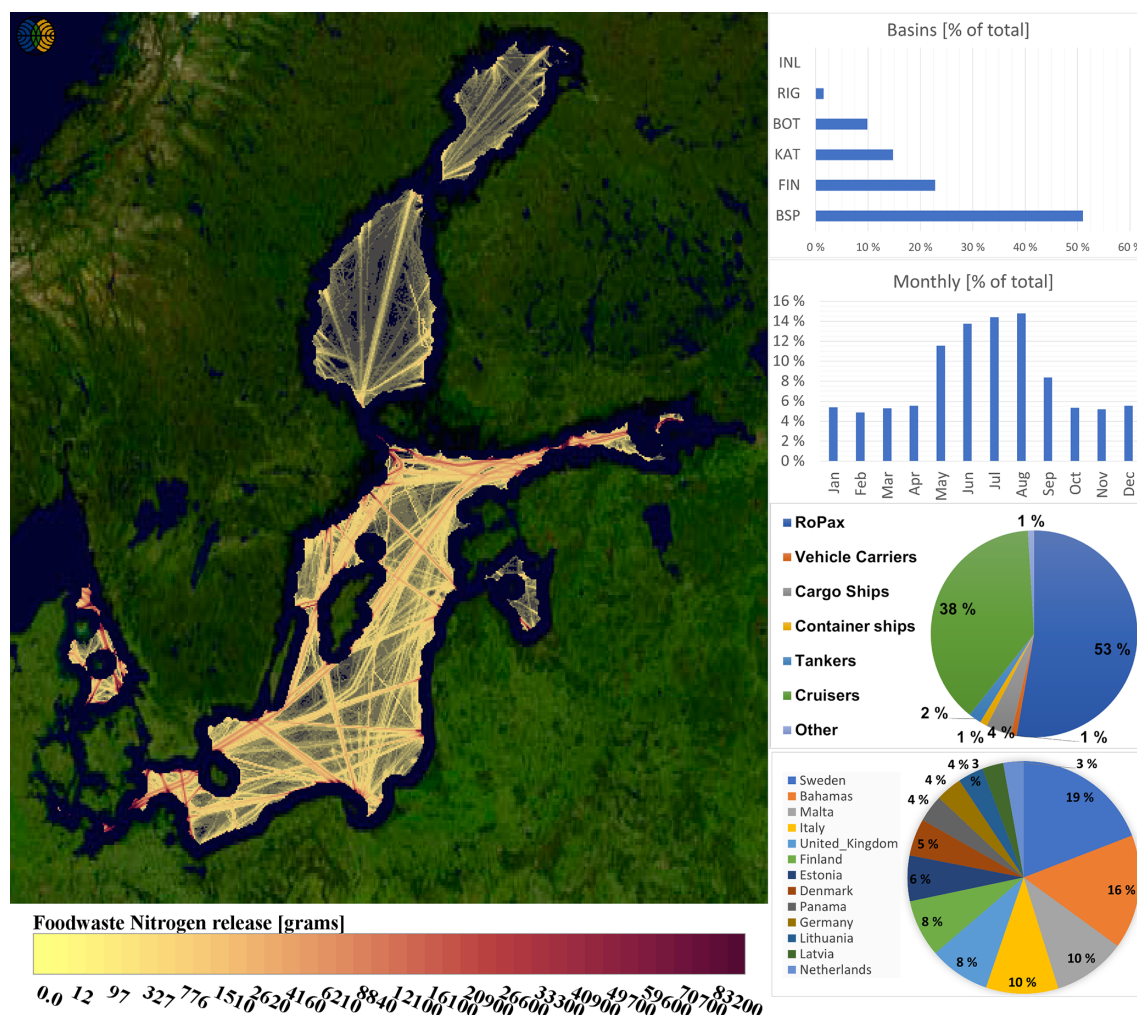 Basins [% of total]
INL
RIG
BOT
KAT
FIN
BSP
0 %
10 %
20 %
30 %
40 %
50 %
60 %
Monthly [% of total]
16 %
14 %
12 %
10 %
8 %
6 %
4 %
2 %
0 %
Jan
Feb
Mar
Apr
May
Jun
Jul
Aug
Sep
Oct
Nov
Dec
RoPax
Vehicle Carriers
Cargo Ships
Container ships
Tankers
Cruisers
Other
1 %
38 %
53 %
2 %
1 %
4 %
1 %
Sweden
Bahamas
Malta
Italy
United_Kingdom
Finland
Estonia
Denmark
Panama
Germany
Lithuania
Latvia
Netherlands
4 %
3 %
3 %
4 %
4 %
19 %
5 %
6 %
16 %
8 %
8 %
10 %
10 %
Foodwaste Nitrogen release [grams]
0.0
12
97
327
776
1510
2620
4160
6210
8840
12100
16100
20900
26600
33300
40900
49700
59600
70700
83200